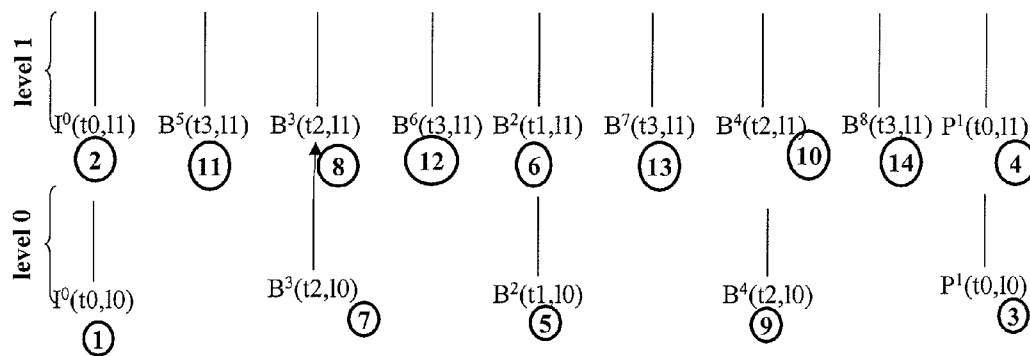 level 1
I⁰(t0,l1) B⁵(t3,l1) B³(t2,l1) B⁶(t3,l1) B²(t1,l1) B⁷(t3,l1) B⁴(t2,l1) B⁸(t3,l1) P¹(t0,l1)
2 11 8 12 6 13 10 14 4
level 0
I⁰(t0,l0) B³(t2,l0) B²(t1,l0) B⁴(t2,l0) P¹(t0,l0)
1 7 5 9 3